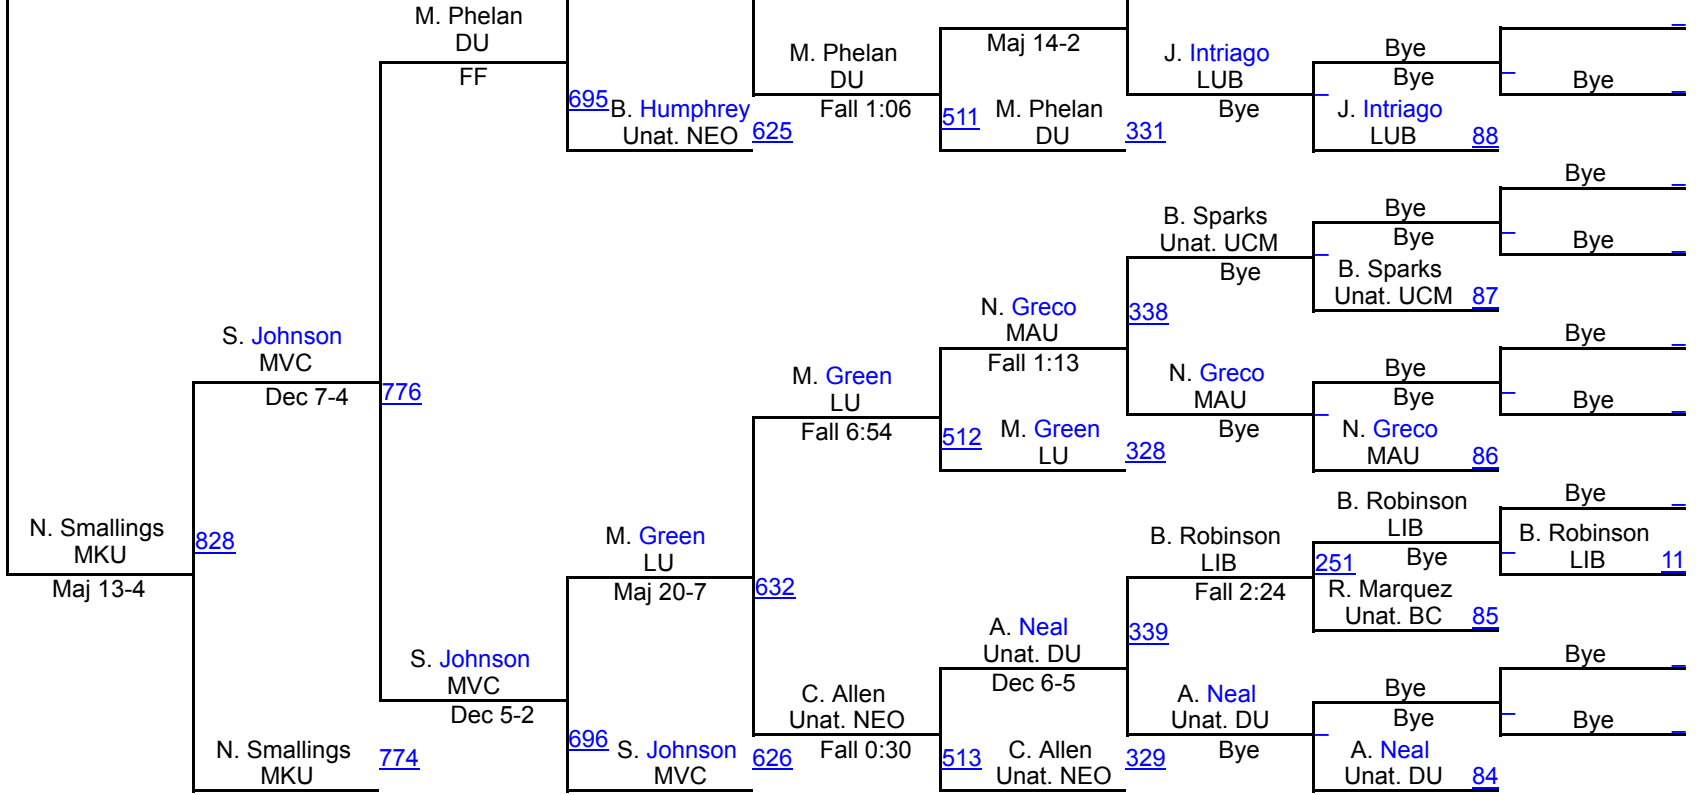 M. Phelan
DU
FF
695
B. Humphrey
Unat. NEO
625
M. Phelan
DU
Fall 1:06
Maj 14-2
511
M. Phelan
DU
331
J. Intriago
LUB
Bye
Bye
Bye
J. Intriago
LUB
88
Bye
Bye
B. Sparks
Unat. UCM
Bye
Bye
Bye
B. Sparks
Unat. UCM
87
Bye
N. Greco
MAU
Fall 1:13
338
S. Johnson
MVC
Dec 7-4
776
M. Green
LU
Fall 6:54
512
M. Green
LU
328
N. Greco
MAU
Bye
Bye
Bye
N. Greco
MAU
86
Bye
Bye
N. Smallings
MKU
Maj 13-4
828
M. Green
LU
Maj 20-7
632
B. Robinson
LIB
Fall 2:24
B. Robinson
LIB
Bye
251
R. Marquez
Unat. BC
85
Bye
B. Robinson
LIB
11
A. Neal
Unat. DU
Dec 6-5
339
S. Johnson
MVC
Dec 5-2
C. Allen
Unat. NEO
Fall 0:30
A. Neal
Unat. DU
Bye
Bye
Bye
Bye
Bye
N. Smallings
MKU
774
696
S. Johnson
MVC
626
513
C. Allen
Unat. NEO
329
A. Neal
Unat. DU
84